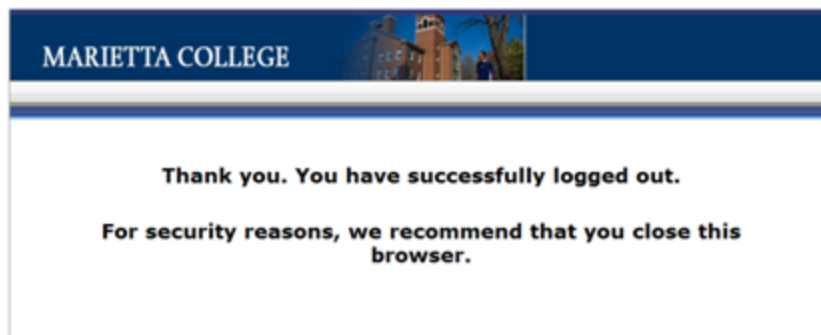 MARIETTA COLLEGE
Thank you. You have successfully logged out.
For security reasons, we recommend that you close this
browser.